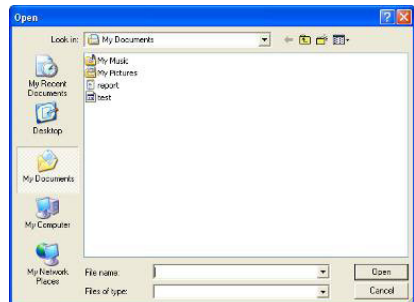 Open
Look in: My Documents
My Recent
Documents
Desktop
My Documents
My Computer
My Network
Places
My Music
My Pictures
report
test
File name: Open
Files of type: Cancel